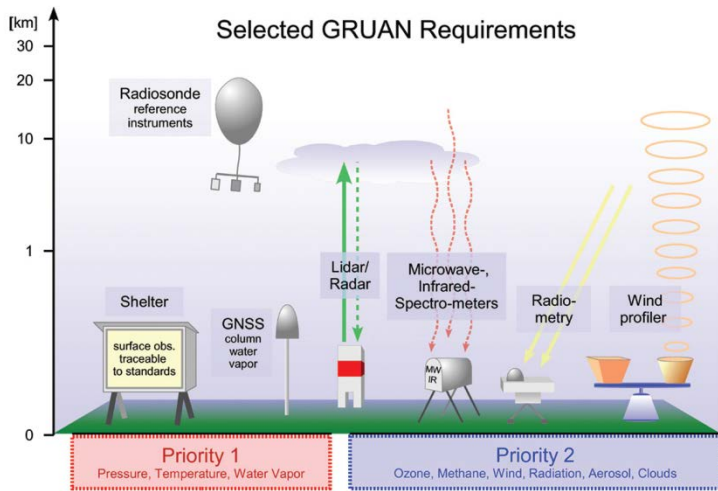 [km]
Selected GRUAN Requirements
30
20
10
1
0
Radiosonde
reference
instruments
Shelter
surface obs.
traceable
to standards
GNSS
column
water
vapor
Lidar/
Radar
Microwave-,
Infrared-
Spectro-meters
MW
IR
Radio-
metry
Wind
profiler
Priority 1
Pressure, Temperature, Water Vapor
Priority 2
Ozone, Methane, Wind, Radiation, Aerosol, Clouds